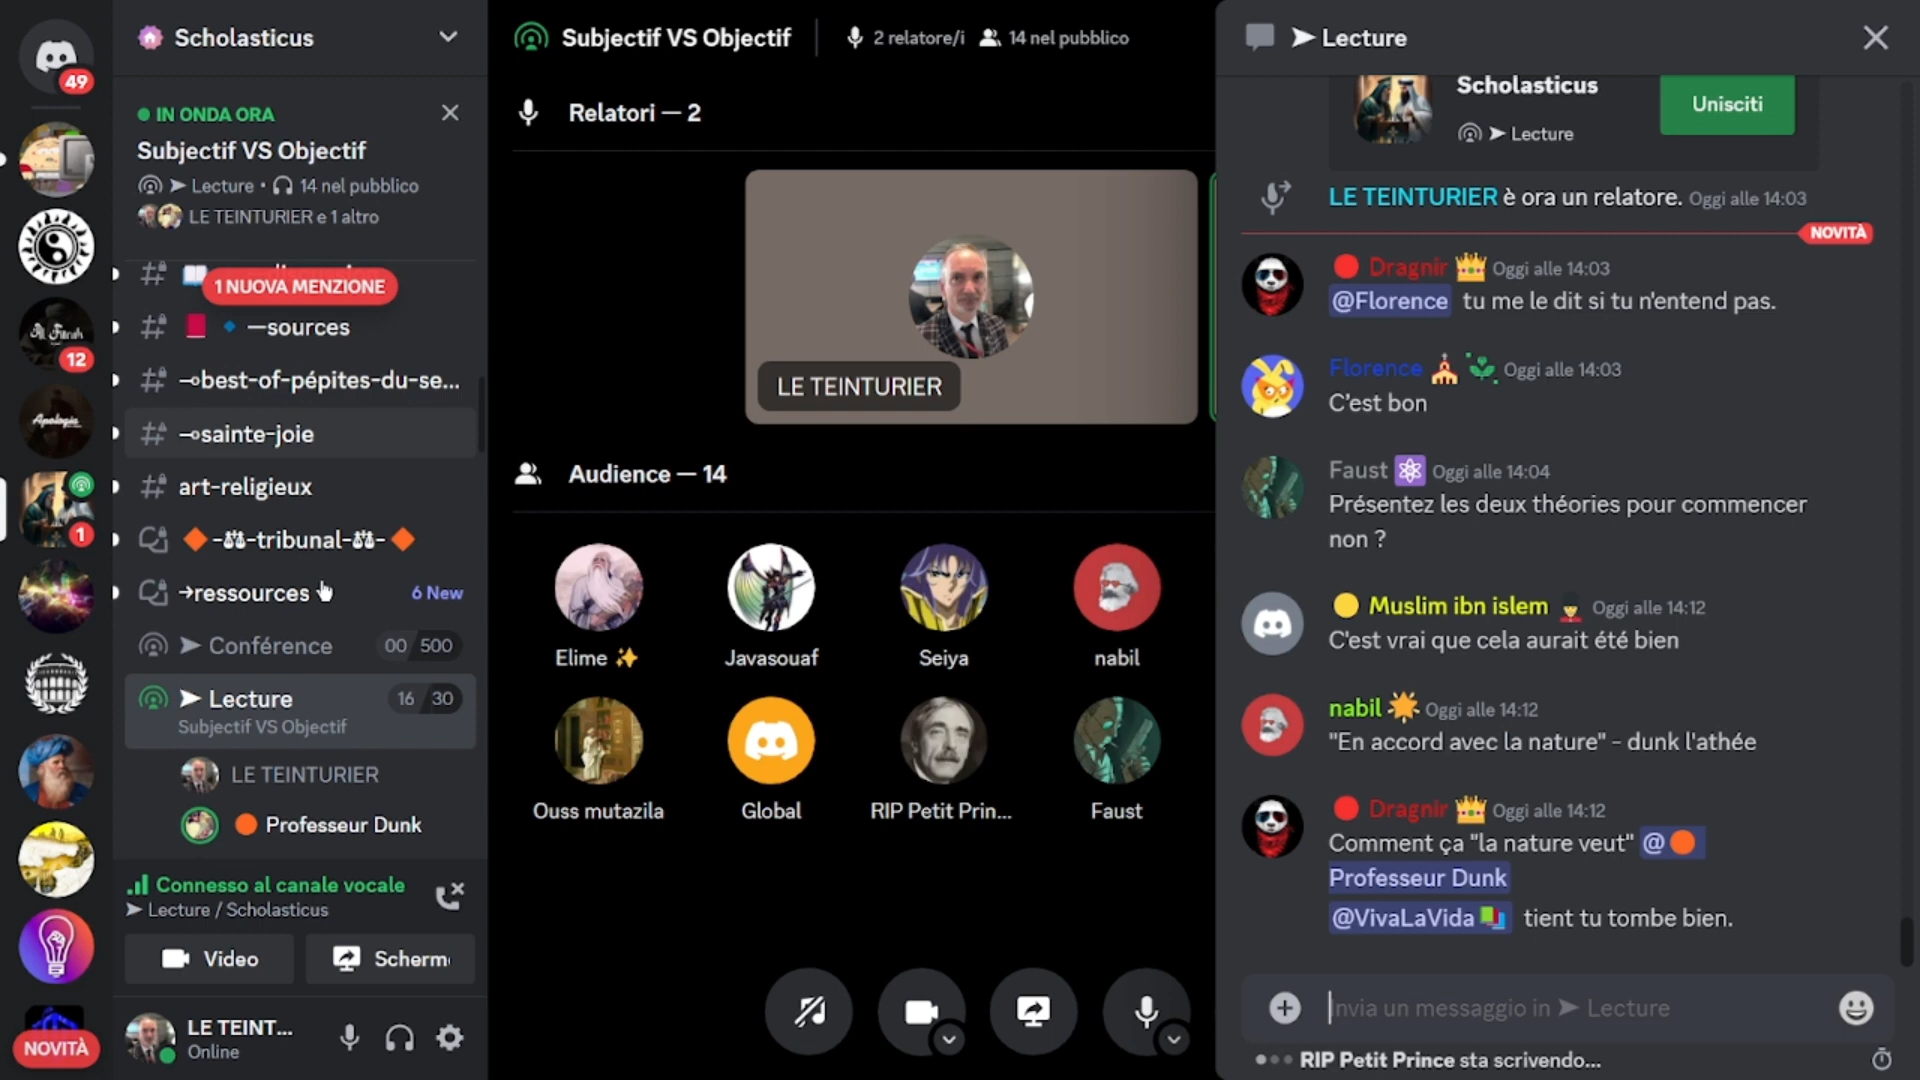 49
12
1
NOVITÀ
Scholasticus
IN ONDA ORA
Subjectif VS Objectif
➤ Lecture • 14 nel pubblico
LE TEINTURIER e 1 altro
1 NUOVA MENZIONE
—sources
⊸best-of-pépites-du-se...
⊸sainte-joie
art-religieux
🔶-⚖-tribunal-⚖-🔶
→ressources 6 New
➤ Conférence 00 500
➤ Lecture 16 30
Subjectif VS Objectif
LE TEINTURIER
🟠 Professeur Dunk
Connesso al canale vocale
➤ Lecture / Scholasticus
Video
Scherm
LE TEINT...
Online
Subjectif VS Objectif 2 relatore/i 14 nel pubblico
Relatori — 2
LE TEINTURIER
Audience — 14
Elime ✨ Javasouaf Seiya nabil
Ouss mutazila Global RIP Petit Prin... Faust
➤ Lecture
Scholasticus
➤ Lecture
Unisciti
LE TEINTURIER è ora un relatore. Oggi alle 14:03
NOVITÀ
🔴 Dragnir 👑 Oggi alle 14:03
@Florence tu me le dit si tu n'entend pas.
Florence Oggi alle 14:03
C'est bon
Faust ⚛ Oggi alle 14:04
Présentez les deux théories pour commencer
non ?
🟡 Muslim ibn islem Oggi alle 14:12
C'est vrai que cela aurait été bien
nabil Oggi alle 14:12
"En accord avec la nature" - dunk l'athée
🔴 Dragnir 👑 Oggi alle 14:12
Comment ça "la nature veut" @🟠
Professeur Dunk
@VivaLaVida tient tu tombe bien.
Invia un messaggio in ➤ Lecture
RIP Petit Prince sta scrivendo...